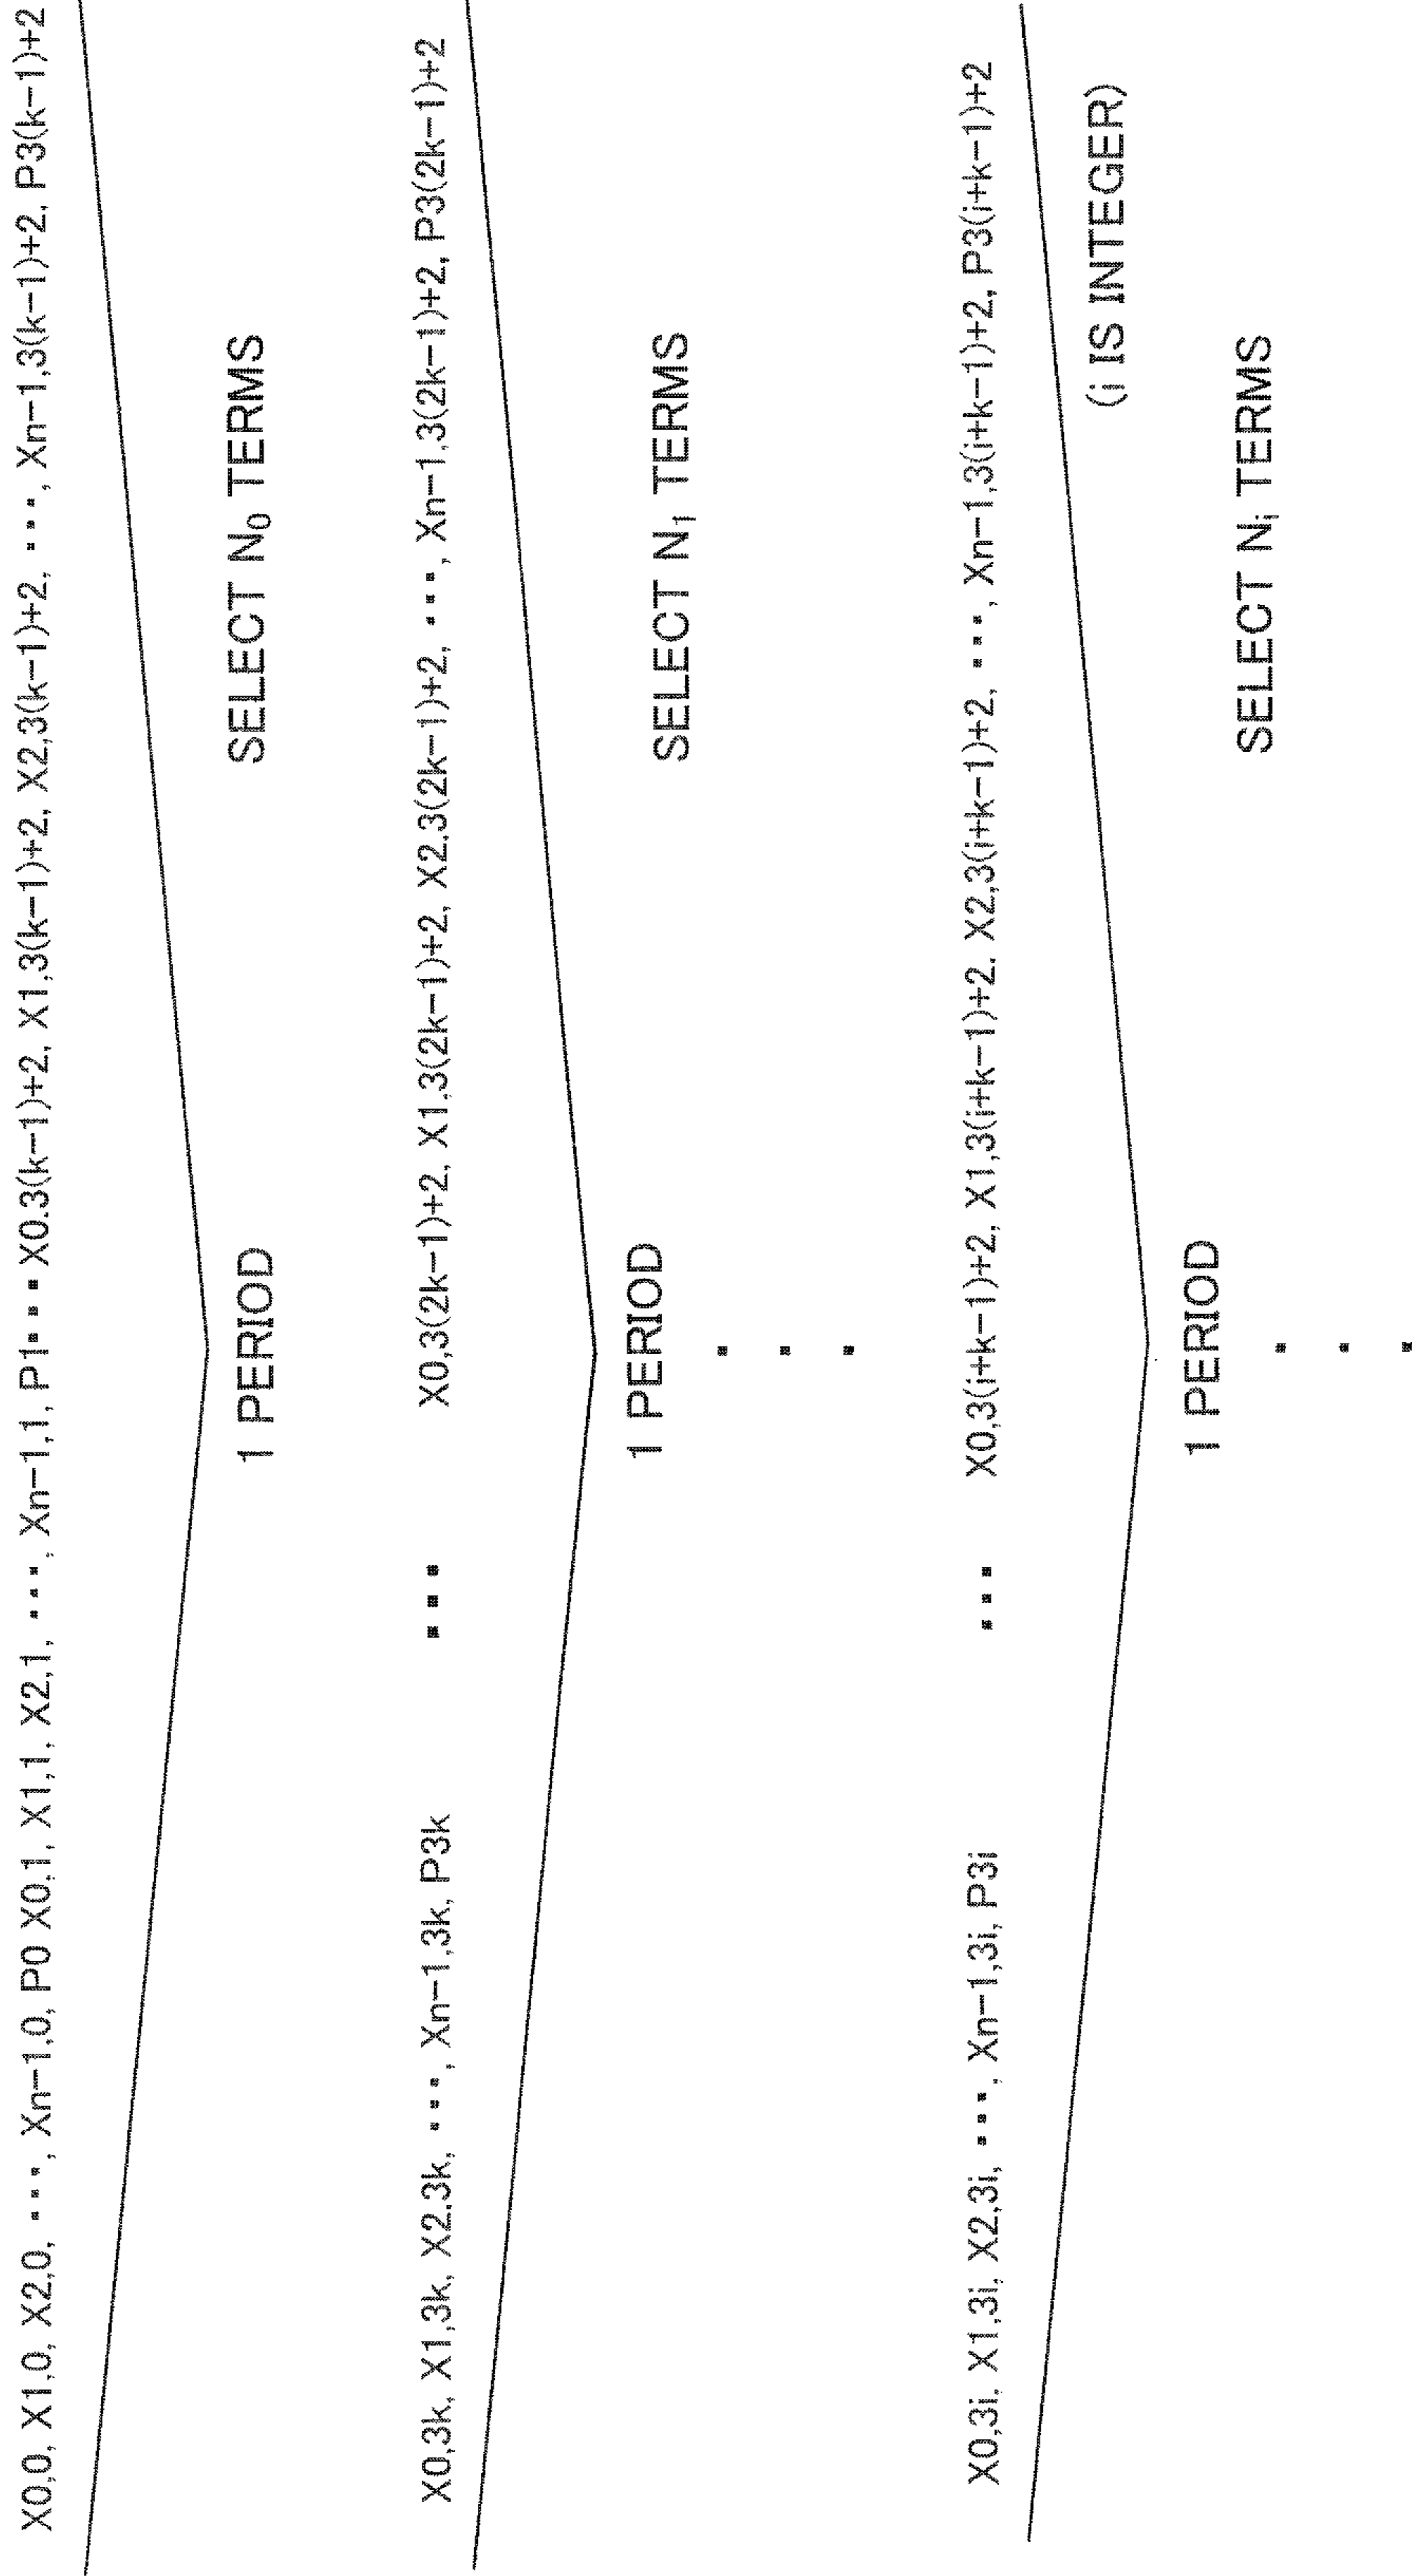 X0,0, X1,0, X2,0, ▪▪▪, Xn-1,0, P0 X0,1, X1,1, X2,1, ▪▪▪, Xn-1,1, P1▪▪▪X0,3(k-1)+2, X1,3(k-1)+2, X2,3(k-1)+2, ▪▪▪, Xn-1,3(k-1)+2, P3(k-1)+2
1 PERIOD SELECT N₀ TERMS
X0,3k, X1,3k, X2,3k, ▪▪▪, Xn-1,3k, P3k ▪▪▪ X0,3(2k-1)+2, X1,3(2k-1)+2, X2,3(2k-1)+2, ▪▪▪, Xn-1,3(2k-1)+2, P3(2k-1)+2
1 PERIOD SELECT N₁ TERMS
▪
▪
▪
X0,3i, X1,3i, X2,3i, ▪▪▪, Xn-1,3i, P3i ▪▪▪ X0,3(i+k-1)+2, X1,3(i+k-1)+2, X2,3(i+k-1)+2, ▪▪▪, Xn-1,3(i+k-1)+2, P3(i+k-1)+2
(i IS INTEGER)
1 PERIOD SELECT Nᵢ TERMS
▪
▪
▪